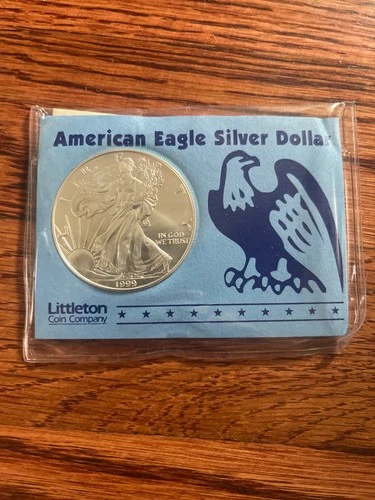 American Eagle Silver Dollar
IN GOD
WE TRUST
1999
Littleton
Coin Company